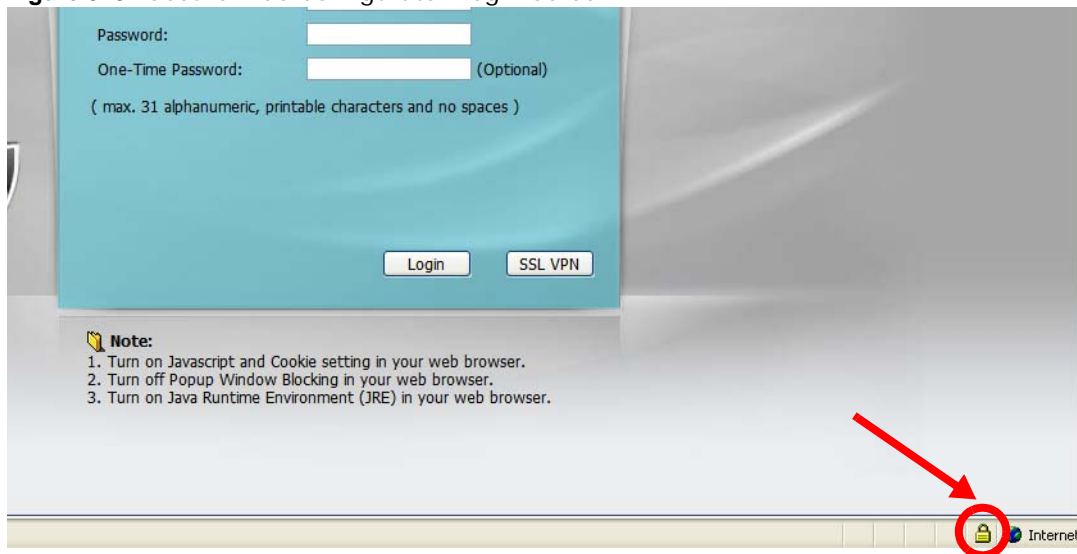 Password:
One-Time Password: (Optional)
( max. 31 alphanumeric, printable characters and no spaces )
Login SSL VPN
Note:
1. Turn on Javascript and Cookie setting in your web browser.
2. Turn off Popup Window Blocking in your web browser.
3. Turn on Java Runtime Environment (JRE) in your web browser.
Internet